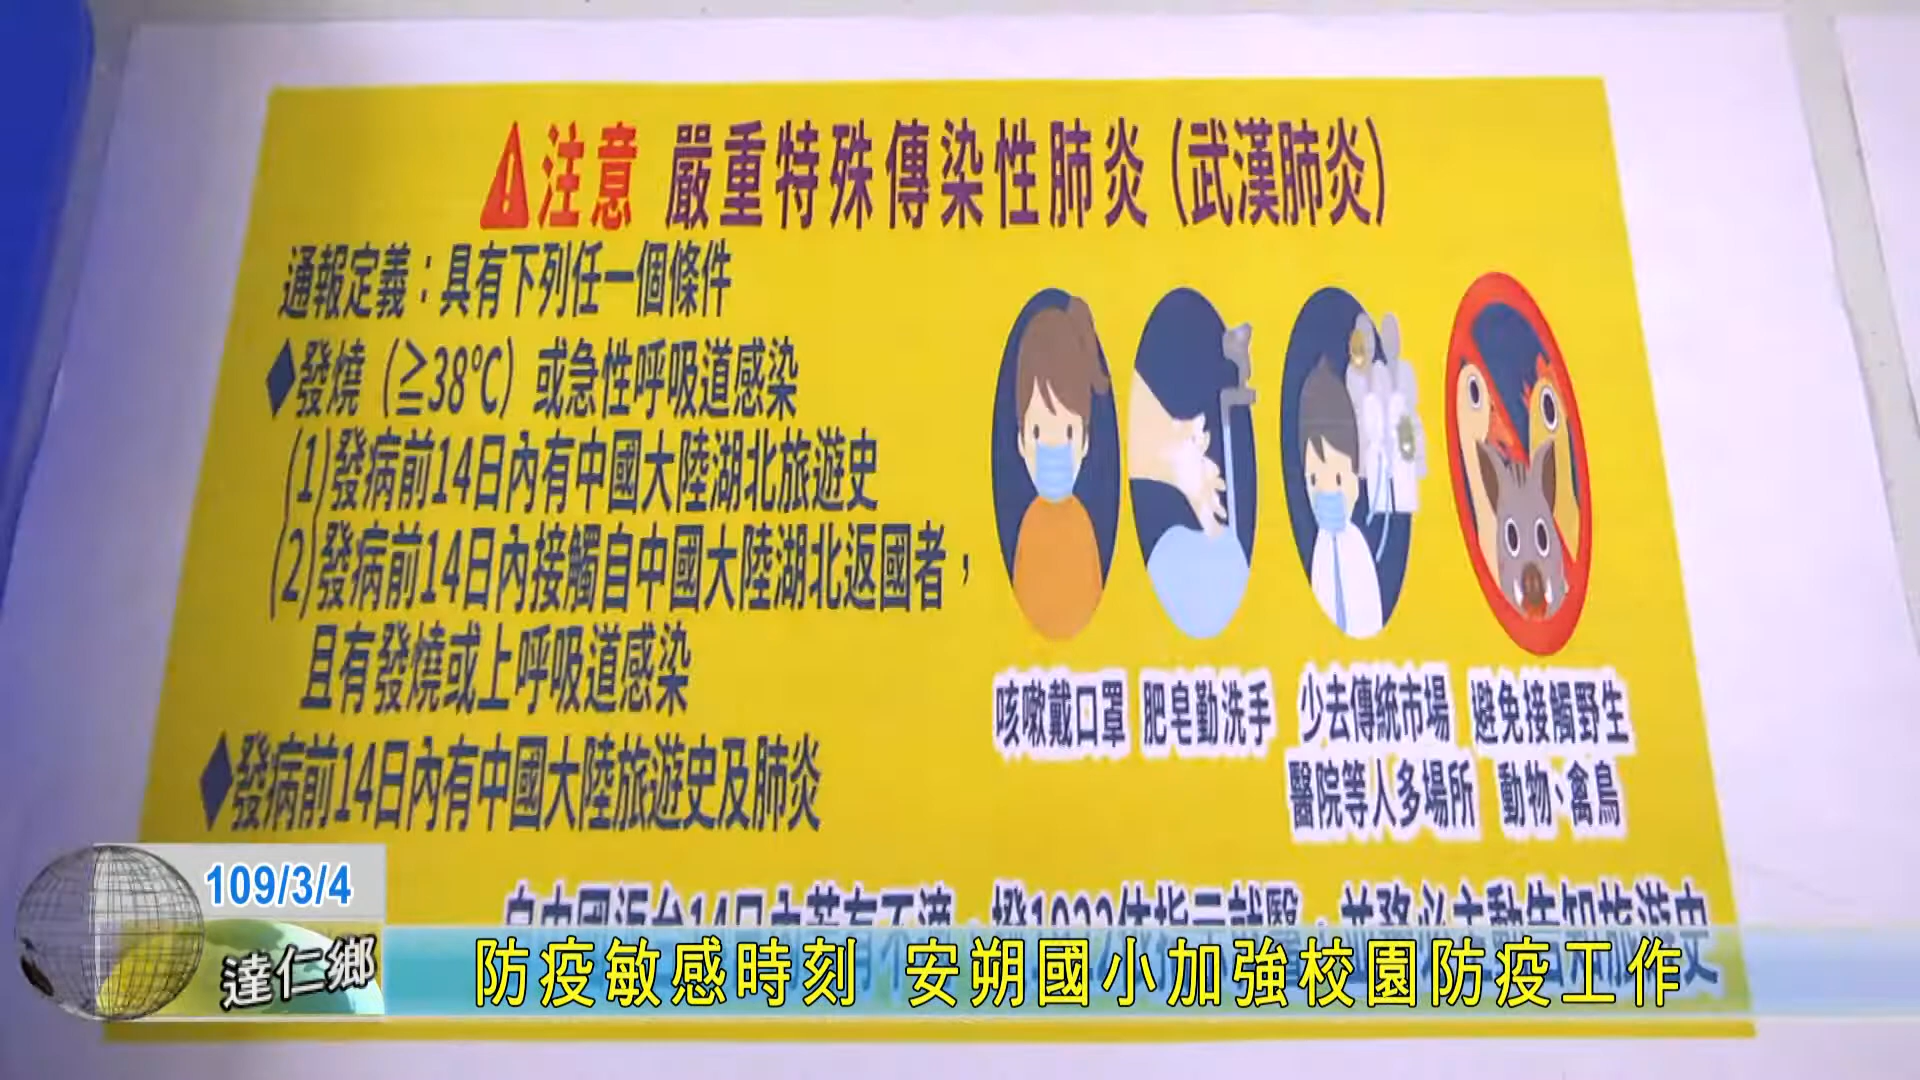 注意 嚴重特殊傳染性肺炎(武漢肺炎)
通報定義：具有下列任一個條件
◆發燒(≧38℃)或急性呼吸道感染
(1)發病前14日內有中國大陸湖北旅遊史
(2)發病前14日內接觸自中國大陸湖北返國者，
且有發燒或上呼吸道感染
◆發病前14日內有中國大陸旅遊史及肺炎
咳嗽戴口罩
肥皂勤洗手
少去傳統市場
醫院等人多場所
避免接觸野生
動物、禽鳥
109/3/4
達仁鄉
防疫敏感時刻 安朔國小加強校園防疫工作